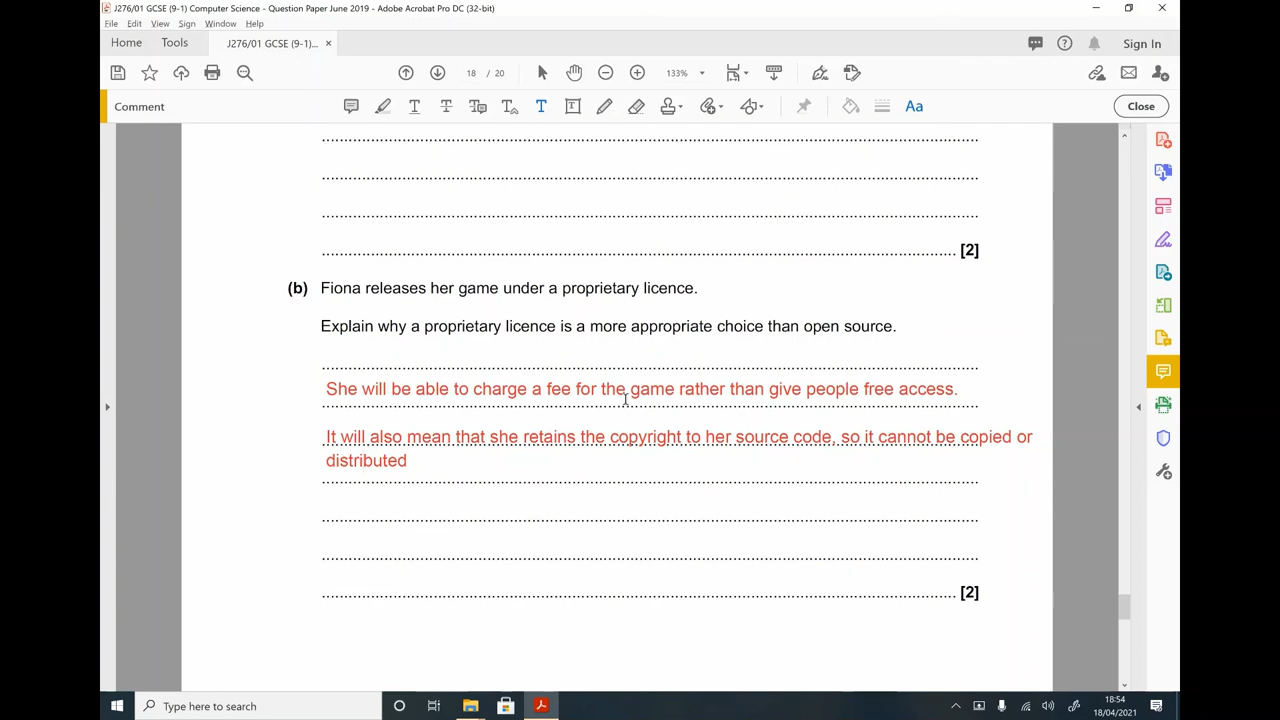 J276/01 GCSE (9-1) Computer Science - Question Paper June 2019 - Adobe Acrobat Pro DC (32-bit)
File Edit View Sign Window Help
Home Tools J276/01 GCSE (9-1)... × Sign In
18 / 20 133%
Comment Aa Close
[2]
(b) Fiona releases her game under a proprietary licence.
Explain why a proprietary licence is a more appropriate choice than open source.
She will be able to charge a fee for the game rather than give people free access.
It will also mean that she retains the copyright to her source code, so it cannot be copied or
distributed
[2]
Type here to search
18:54
18/04/2021